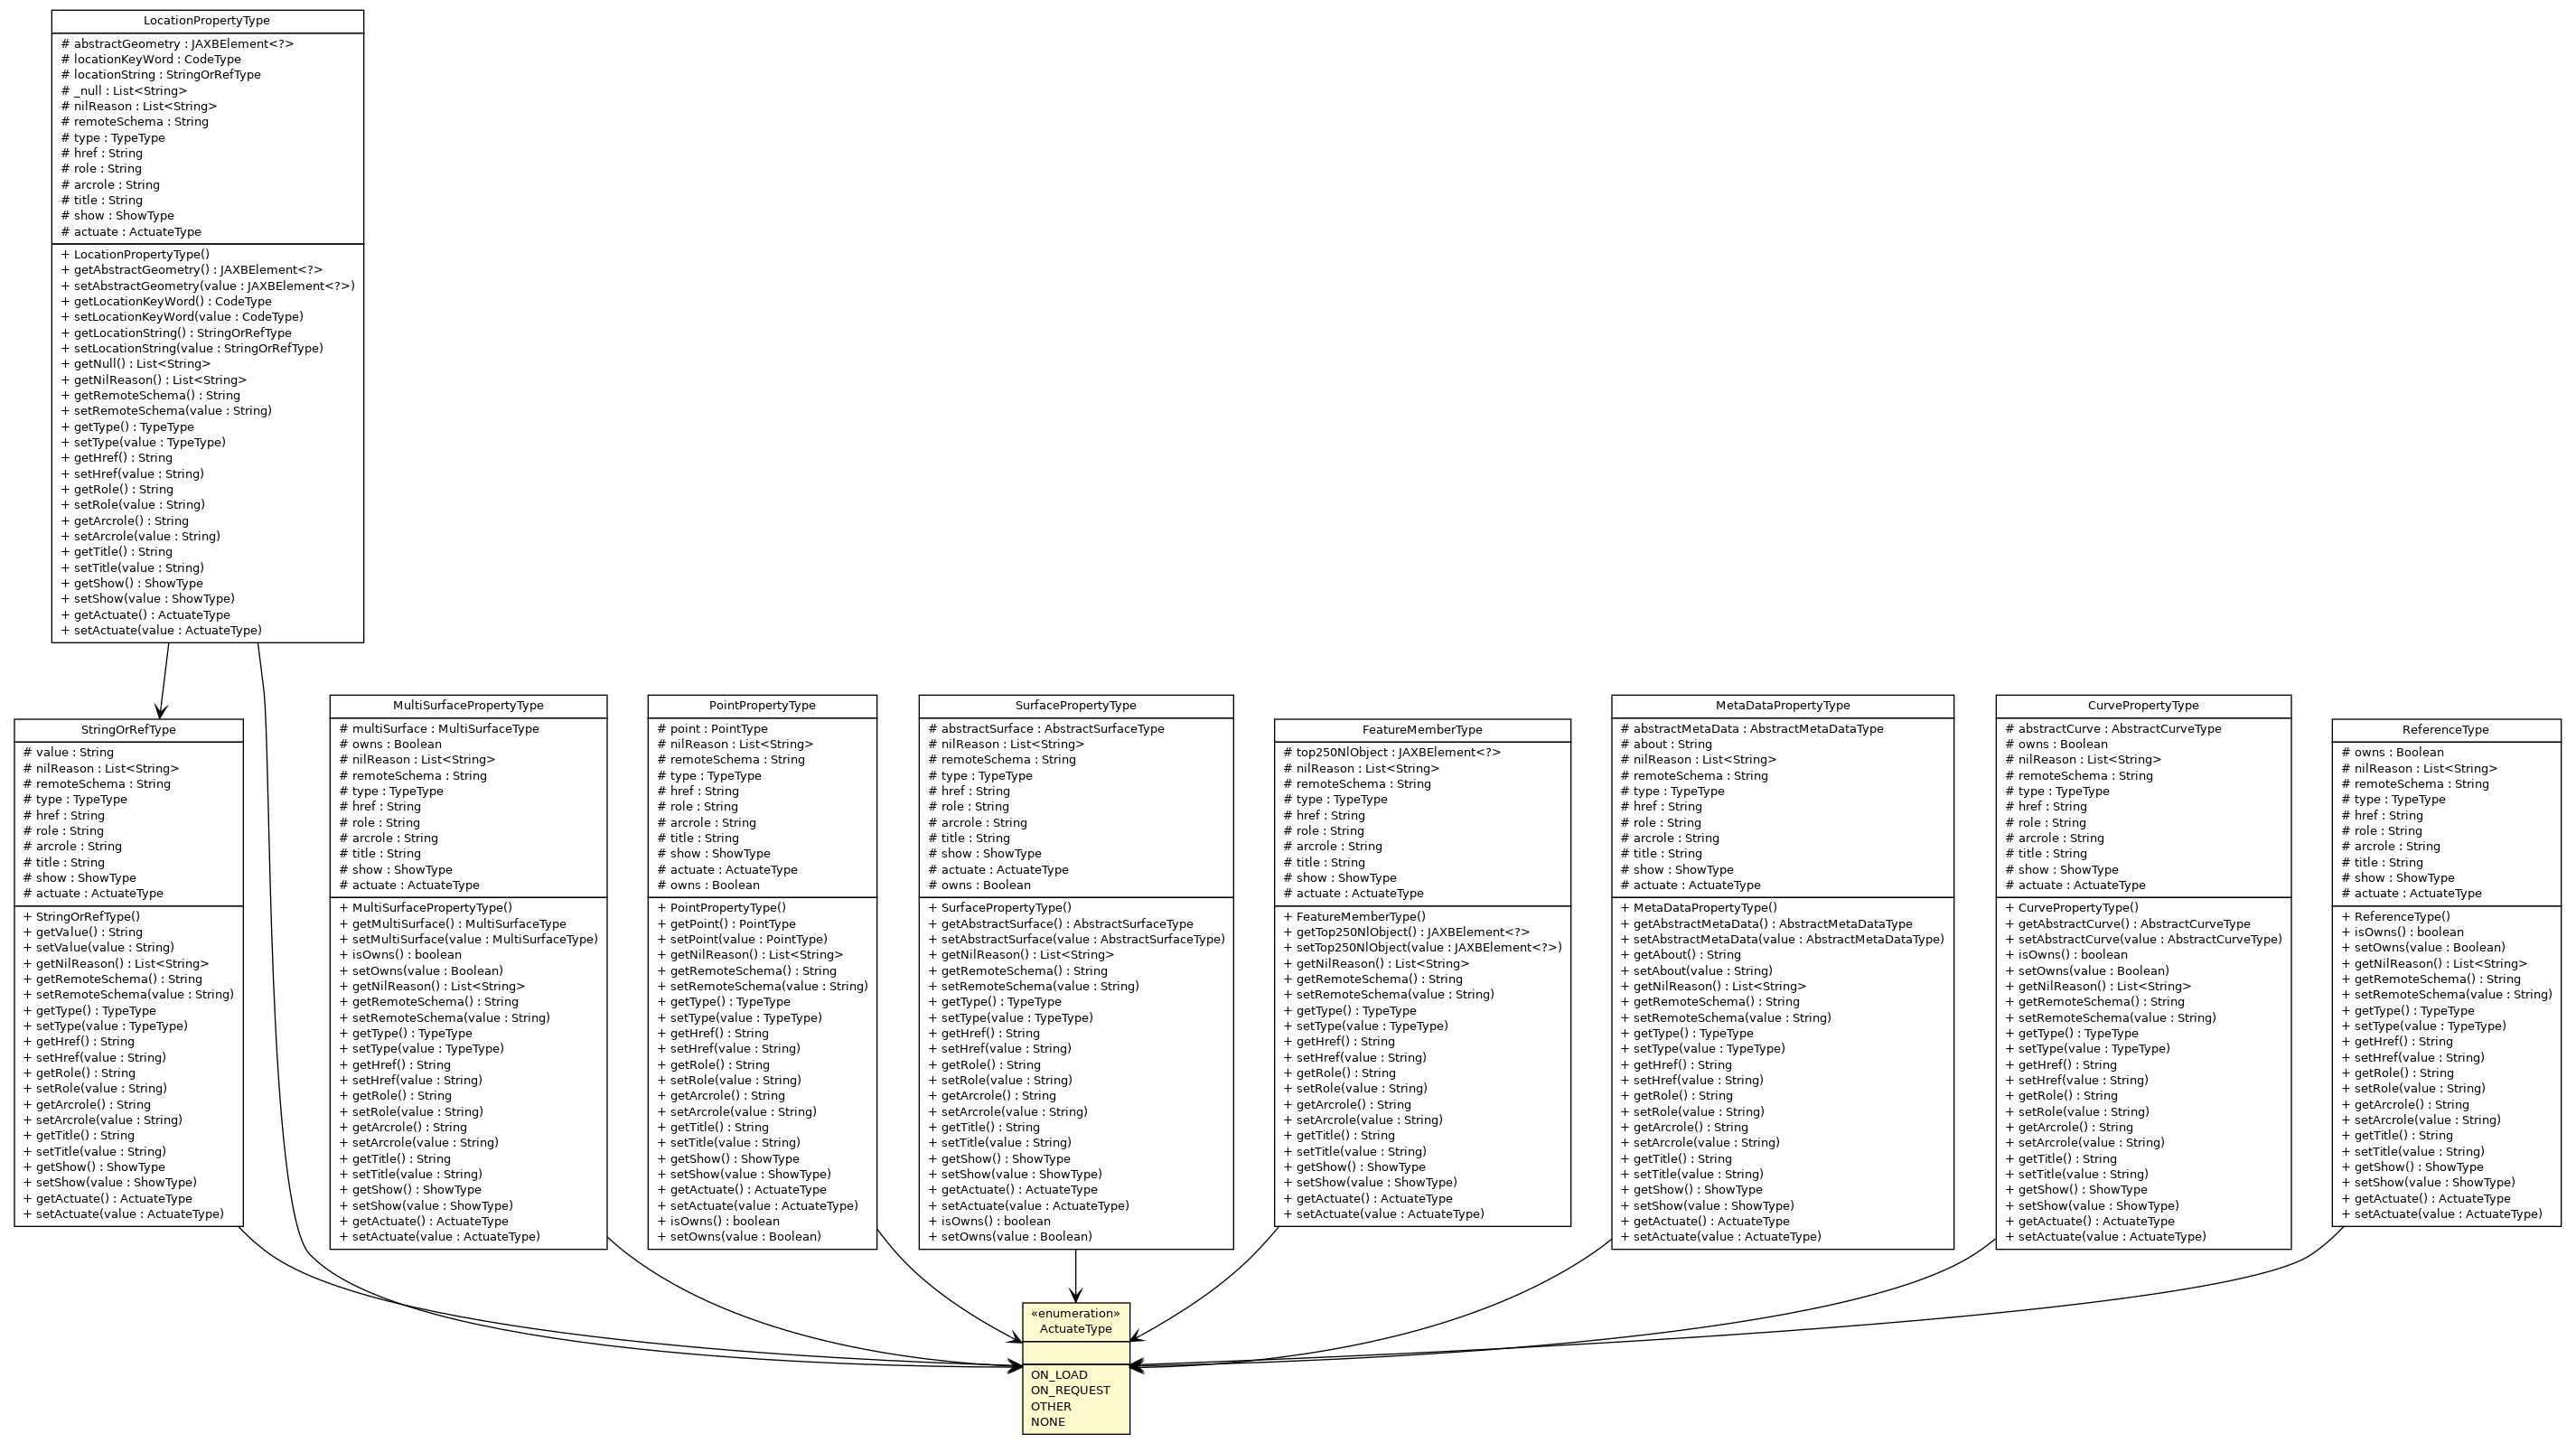 LocationPropertyType
# abstractGeometry : JAXBElement<?>
# locationKeyWord : CodeType
# locationString : StringOrRefType
# _null : List<String>
# nilReason : List<String>
# remoteSchema : String
# type : TypeType
# href : String
# role : String
# arcrole : String
# title : String
# show : ShowType
# actuate : ActuateType
+ LocationPropertyType()
+ getAbstractGeometry() : JAXBElement<?>
+ setAbstractGeometry(value : JAXBElement<?>)
+ getLocationKeyWord() : CodeType
+ setLocationKeyWord(value : CodeType)
+ getLocationString() : StringOrRefType
+ setLocationString(value : StringOrRefType)
+ getNull() : List<String>
+ getNilReason() : List<String>
+ getRemoteSchema() : String
+ setRemoteSchema(value : String)
+ getType() : TypeType
+ setType(value : TypeType)
+ getHref() : String
+ setHref(value : String)
+ getRole() : String
+ setRole(value : String)
+ getArcrole() : String
+ setArcrole(value : String)
+ getTitle() : String
+ setTitle(value : String)
+ getShow() : ShowType
+ setShow(value : ShowType)
+ getActuate() : ActuateType
+ setActuate(value : ActuateType)
StringOrRefType
# value : String
# nilReason : List<String>
# remoteSchema : String
# type : TypeType
# href : String
# role : String
# arcrole : String
# title : String
# show : ShowType
# actuate : ActuateType
+ StringOrRefType()
+ getValue() : String
+ setValue(value : String)
+ getNilReason() : List<String>
+ getRemoteSchema() : String
+ setRemoteSchema(value : String)
+ getType() : TypeType
+ setType(value : TypeType)
+ getHref() : String
+ setHref(value : String)
+ getRole() : String
+ setRole(value : String)
+ getArcrole() : String
+ setArcrole(value : String)
+ getTitle() : String
+ setTitle(value : String)
+ getShow() : ShowType
+ setShow(value : ShowType)
+ getActuate() : ActuateType
+ setActuate(value : ActuateType)
MultiSurfacePropertyType
# multiSurface : MultiSurfaceType
# owns : Boolean
# nilReason : List<String>
# remoteSchema : String
# type : TypeType
# href : String
# role : String
# arcrole : String
# title : String
# show : ShowType
# actuate : ActuateType
+ MultiSurfacePropertyType()
+ getMultiSurface() : MultiSurfaceType
+ setMultiSurface(value : MultiSurfaceType)
+ isOwns() : boolean
+ setOwns(value : Boolean)
+ getNilReason() : List<String>
+ getRemoteSchema() : String
+ setRemoteSchema(value : String)
+ getType() : TypeType
+ setType(value : TypeType)
+ getHref() : String
+ setHref(value : String)
+ getRole() : String
+ setRole(value : String)
+ getArcrole() : String
+ setArcrole(value : String)
+ getTitle() : String
+ setTitle(value : String)
+ getShow() : ShowType
+ setShow(value : ShowType)
+ getActuate() : ActuateType
+ setActuate(value : ActuateType)
PointPropertyType
# point : PointType
# nilReason : List<String>
# remoteSchema : String
# type : TypeType
# href : String
# role : String
# arcrole : String
# title : String
# show : ShowType
# actuate : ActuateType
# owns : Boolean
+ PointPropertyType()
+ getPoint() : PointType
+ setPoint(value : PointType)
+ getNilReason() : List<String>
+ getRemoteSchema() : String
+ setRemoteSchema(value : String)
+ getType() : TypeType
+ setType(value : TypeType)
+ getHref() : String
+ setHref(value : String)
+ getRole() : String
+ setRole(value : String)
+ getArcrole() : String
+ setArcrole(value : String)
+ getTitle() : String
+ setTitle(value : String)
+ getShow() : ShowType
+ setShow(value : ShowType)
+ getActuate() : ActuateType
+ setActuate(value : ActuateType)
+ isOwns() : boolean
+ setOwns(value : Boolean)
SurfacePropertyType
# abstractSurface : AbstractSurfaceType
# nilReason : List<String>
# remoteSchema : String
# type : TypeType
# href : String
# role : String
# arcrole : String
# title : String
# show : ShowType
# actuate : ActuateType
# owns : Boolean
+ SurfacePropertyType()
+ getAbstractSurface() : AbstractSurfaceType
+ setAbstractSurface(value : AbstractSurfaceType)
+ getNilReason() : List<String>
+ getRemoteSchema() : String
+ setRemoteSchema(value : String)
+ getType() : TypeType
+ setType(value : TypeType)
+ getHref() : String
+ setHref(value : String)
+ getRole() : String
+ setRole(value : String)
+ getArcrole() : String
+ setArcrole(value : String)
+ getTitle() : String
+ setTitle(value : String)
+ getShow() : ShowType
+ setShow(value : ShowType)
+ getActuate() : ActuateType
+ setActuate(value : ActuateType)
+ isOwns() : boolean
+ setOwns(value : Boolean)
FeatureMemberType
# top250NlObject : JAXBElement<?>
# nilReason : List<String>
# remoteSchema : String
# type : TypeType
# href : String
# role : String
# arcrole : String
# title : String
# show : ShowType
# actuate : ActuateType
+ FeatureMemberType()
+ getTop250NlObject() : JAXBElement<?>
+ setTop250NlObject(value : JAXBElement<?>)
+ getNilReason() : List<String>
+ getRemoteSchema() : String
+ setRemoteSchema(value : String)
+ getType() : TypeType
+ setType(value : TypeType)
+ getHref() : String
+ setHref(value : String)
+ getRole() : String
+ setRole(value : String)
+ getArcrole() : String
+ setArcrole(value : String)
+ getTitle() : String
+ setTitle(value : String)
+ getShow() : ShowType
+ setShow(value : ShowType)
+ getActuate() : ActuateType
+ setActuate(value : ActuateType)
MetaDataPropertyType
# abstractMetaData : AbstractMetaDataType
# about : String
# nilReason : List<String>
# remoteSchema : String
# type : TypeType
# href : String
# role : String
# arcrole : String
# title : String
# show : ShowType
# actuate : ActuateType
+ MetaDataPropertyType()
+ getAbstractMetaData() : AbstractMetaDataType
+ setAbstractMetaData(value : AbstractMetaDataType)
+ getAbout() : String
+ setAbout(value : String)
+ getNilReason() : List<String>
+ getRemoteSchema() : String
+ setRemoteSchema(value : String)
+ getType() : TypeType
+ setType(value : TypeType)
+ getHref() : String
+ setHref(value : String)
+ getRole() : String
+ setRole(value : String)
+ getArcrole() : String
+ setArcrole(value : String)
+ getTitle() : String
+ setTitle(value : String)
+ getShow() : ShowType
+ setShow(value : ShowType)
+ getActuate() : ActuateType
+ setActuate(value : ActuateType)
CurvePropertyType
# abstractCurve : AbstractCurveType
# owns : Boolean
# nilReason : List<String>
# remoteSchema : String
# type : TypeType
# href : String
# role : String
# arcrole : String
# title : String
# show : ShowType
# actuate : ActuateType
+ CurvePropertyType()
+ getAbstractCurve() : AbstractCurveType
+ setAbstractCurve(value : AbstractCurveType)
+ isOwns() : boolean
+ setOwns(value : Boolean)
+ getNilReason() : List<String>
+ getRemoteSchema() : String
+ setRemoteSchema(value : String)
+ getType() : TypeType
+ setType(value : TypeType)
+ getHref() : String
+ setHref(value : String)
+ getRole() : String
+ setRole(value : String)
+ getArcrole() : String
+ setArcrole(value : String)
+ getTitle() : String
+ setTitle(value : String)
+ getShow() : ShowType
+ setShow(value : ShowType)
+ getActuate() : ActuateType
+ setActuate(value : ActuateType)
ReferenceType
# owns : Boolean
# nilReason : List<String>
# remoteSchema : String
# type : TypeType
# href : String
# role : String
# arcrole : String
# title : String
# show : ShowType
# actuate : ActuateType
+ ReferenceType()
+ isOwns() : boolean
+ setOwns(value : Boolean)
+ getNilReason() : List<String>
+ getRemoteSchema() : String
+ setRemoteSchema(value : String)
+ getType() : TypeType
+ setType(value : TypeType)
+ getHref() : String
+ setHref(value : String)
+ getRole() : String
+ setRole(value : String)
+ getArcrole() : String
+ setArcrole(value : String)
+ getTitle() : String
+ setTitle(value : String)
+ getShow() : ShowType
+ setShow(value : ShowType)
+ getActuate() : ActuateType
+ setActuate(value : ActuateType)
«enumeration»
ActuateType
ON_LOAD
ON_REQUEST
OTHER
NONE